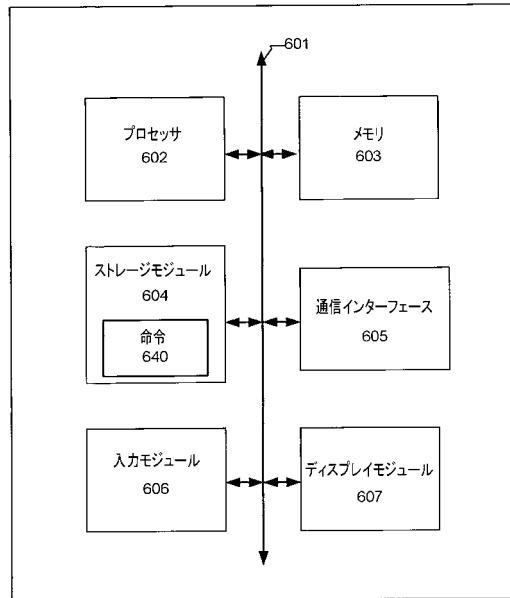 601
プロセッサ
602
メモリ
603
ストレージモジュール
604
命令
640
通信インターフェース
605
入力モジュール
606
ディスプレイモジュール
607